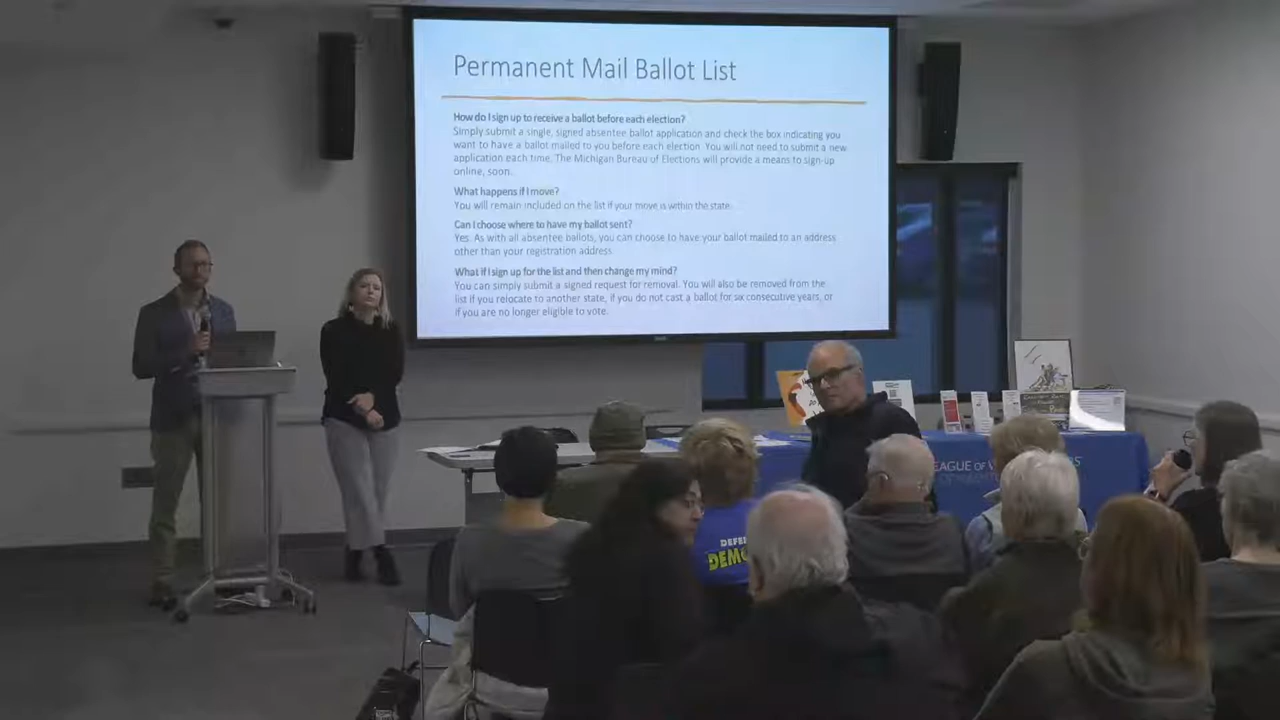 Permanent Mail Ballot List
How do I sign up to receive a ballot before each election?
Simply submit a single, signed absentee ballot application and check the box indicating you
want to have a ballot mailed to you before each election. You will not need to submit a new
application each time. The Michigan Bureau of Elections will provide a means to sign-up
online, soon.
What happens if I move?
You will remain included on the list if your move is within the state.
Can I choose where to have my ballot sent?
Yes. As with all absentee ballots, you can choose to have your ballot mailed to an address
other than your registration address.
What if I sign up for the list and then change my mind?
You can simply submit a signed request for removal. You will also be removed from the
list if you relocate to another state, if you do not cast a ballot for six consecutive years, or
if you are no longer eligible to vote.
EAGUE OF W
DEFEN
DEMO